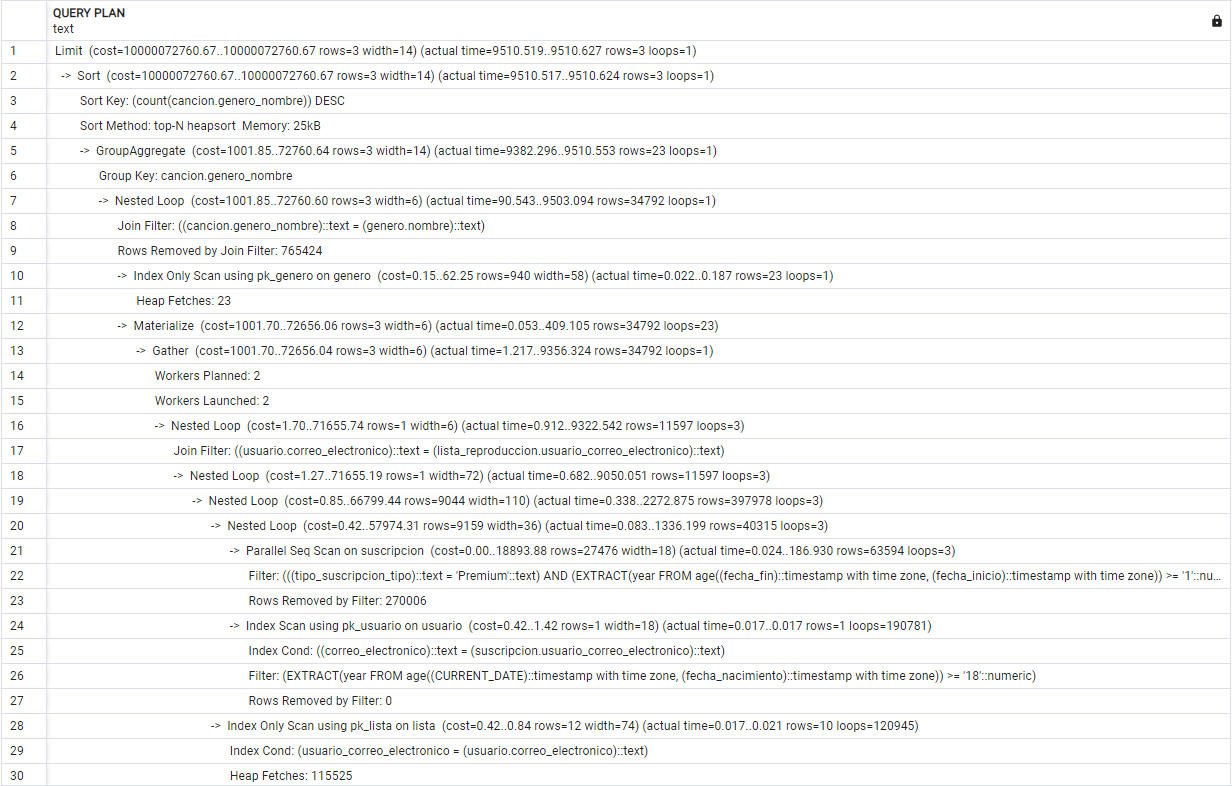 QUERY PLAN
text
1 Limit (cost=10000072760.67..10000072760.67 rows=3 width=14) (actual time=9510.519..9510.627 rows=3 loops=1)
2 -> Sort (cost=10000072760.67..10000072760.67 rows=3 width=14) (actual time=9510.517..9510.624 rows=3 loops=1)
3 Sort Key: (count(cancion.genero_nombre)) DESC
4 Sort Method: top-N heapsort Memory: 25kB
5 -> GroupAggregate (cost=1001.85..72760.64 rows=3 width=14) (actual time=9382.296..9510.553 rows=23 loops=1)
6 Group Key: cancion.genero_nombre
7 -> Nested Loop (cost=1001.85..72760.60 rows=3 width=6) (actual time=90.543..9503.094 rows=34792 loops=1)
8 Join Filter: ((cancion.genero_nombre)::text = (genero.nombre)::text)
9 Rows Removed by Join Filter: 765424
10 -> Index Only Scan using pk_genero on genero (cost=0.15..62.25 rows=940 width=58) (actual time=0.022..0.187 rows=23 loops=1)
11 Heap Fetches: 23
12 -> Materialize (cost=1001.70..72656.06 rows=3 width=6) (actual time=0.053..409.105 rows=34792 loops=23)
13 -> Gather (cost=1001.70..72656.04 rows=3 width=6) (actual time=1.217..9356.324 rows=34792 loops=1)
14 Workers Planned: 2
15 Workers Launched: 2
16 -> Nested Loop (cost=1.70..71655.74 rows=1 width=6) (actual time=0.912..9322.542 rows=11597 loops=3)
17 Join Filter: ((usuario.correo_electronico)::text = (lista_reproduccion.usuario_correo_electronico)::text)
18 -> Nested Loop (cost=1.27..71655.19 rows=1 width=72) (actual time=0.682..9050.051 rows=11597 loops=3)
19 -> Nested Loop (cost=0.85..66799.44 rows=9044 width=110) (actual time=0.338..2272.875 rows=397978 loops=3)
20 -> Nested Loop (cost=0.42..57974.31 rows=9159 width=36) (actual time=0.083..1336.199 rows=40315 loops=3)
21 -> Parallel Seq Scan on suscripcion (cost=0.00..18893.88 rows=27476 width=18) (actual time=0.024..186.930 rows=63594 loops=3)
22 Filter: (((tipo_suscripcion_tipo)::text = 'Premium'::text) AND (EXTRACT(year FROM age((fecha_fin)::timestamp with time zone, (fecha_inicio)::timestamp with time zone)) >= '1'::nu...
23 Rows Removed by Filter: 270006
24 -> Index Scan using pk_usuario on usuario (cost=0.42..1.42 rows=1 width=18) (actual time=0.017..0.017 rows=1 loops=190781)
25 Index Cond: ((correo_electronico)::text = (suscripcion.usuario_correo_electronico)::text)
26 Filter: (EXTRACT(year FROM age((CURRENT_DATE)::timestamp with time zone, (fecha_nacimiento)::timestamp with time zone)) >= '18'::numeric)
27 Rows Removed by Filter: 0
28 -> Index Only Scan using pk_lista on lista (cost=0.42..0.84 rows=12 width=74) (actual time=0.017..0.021 rows=10 loops=120945)
29 Index Cond: (usuario_correo_electronico = (usuario.correo_electronico)::text)
30 Heap Fetches: 115525